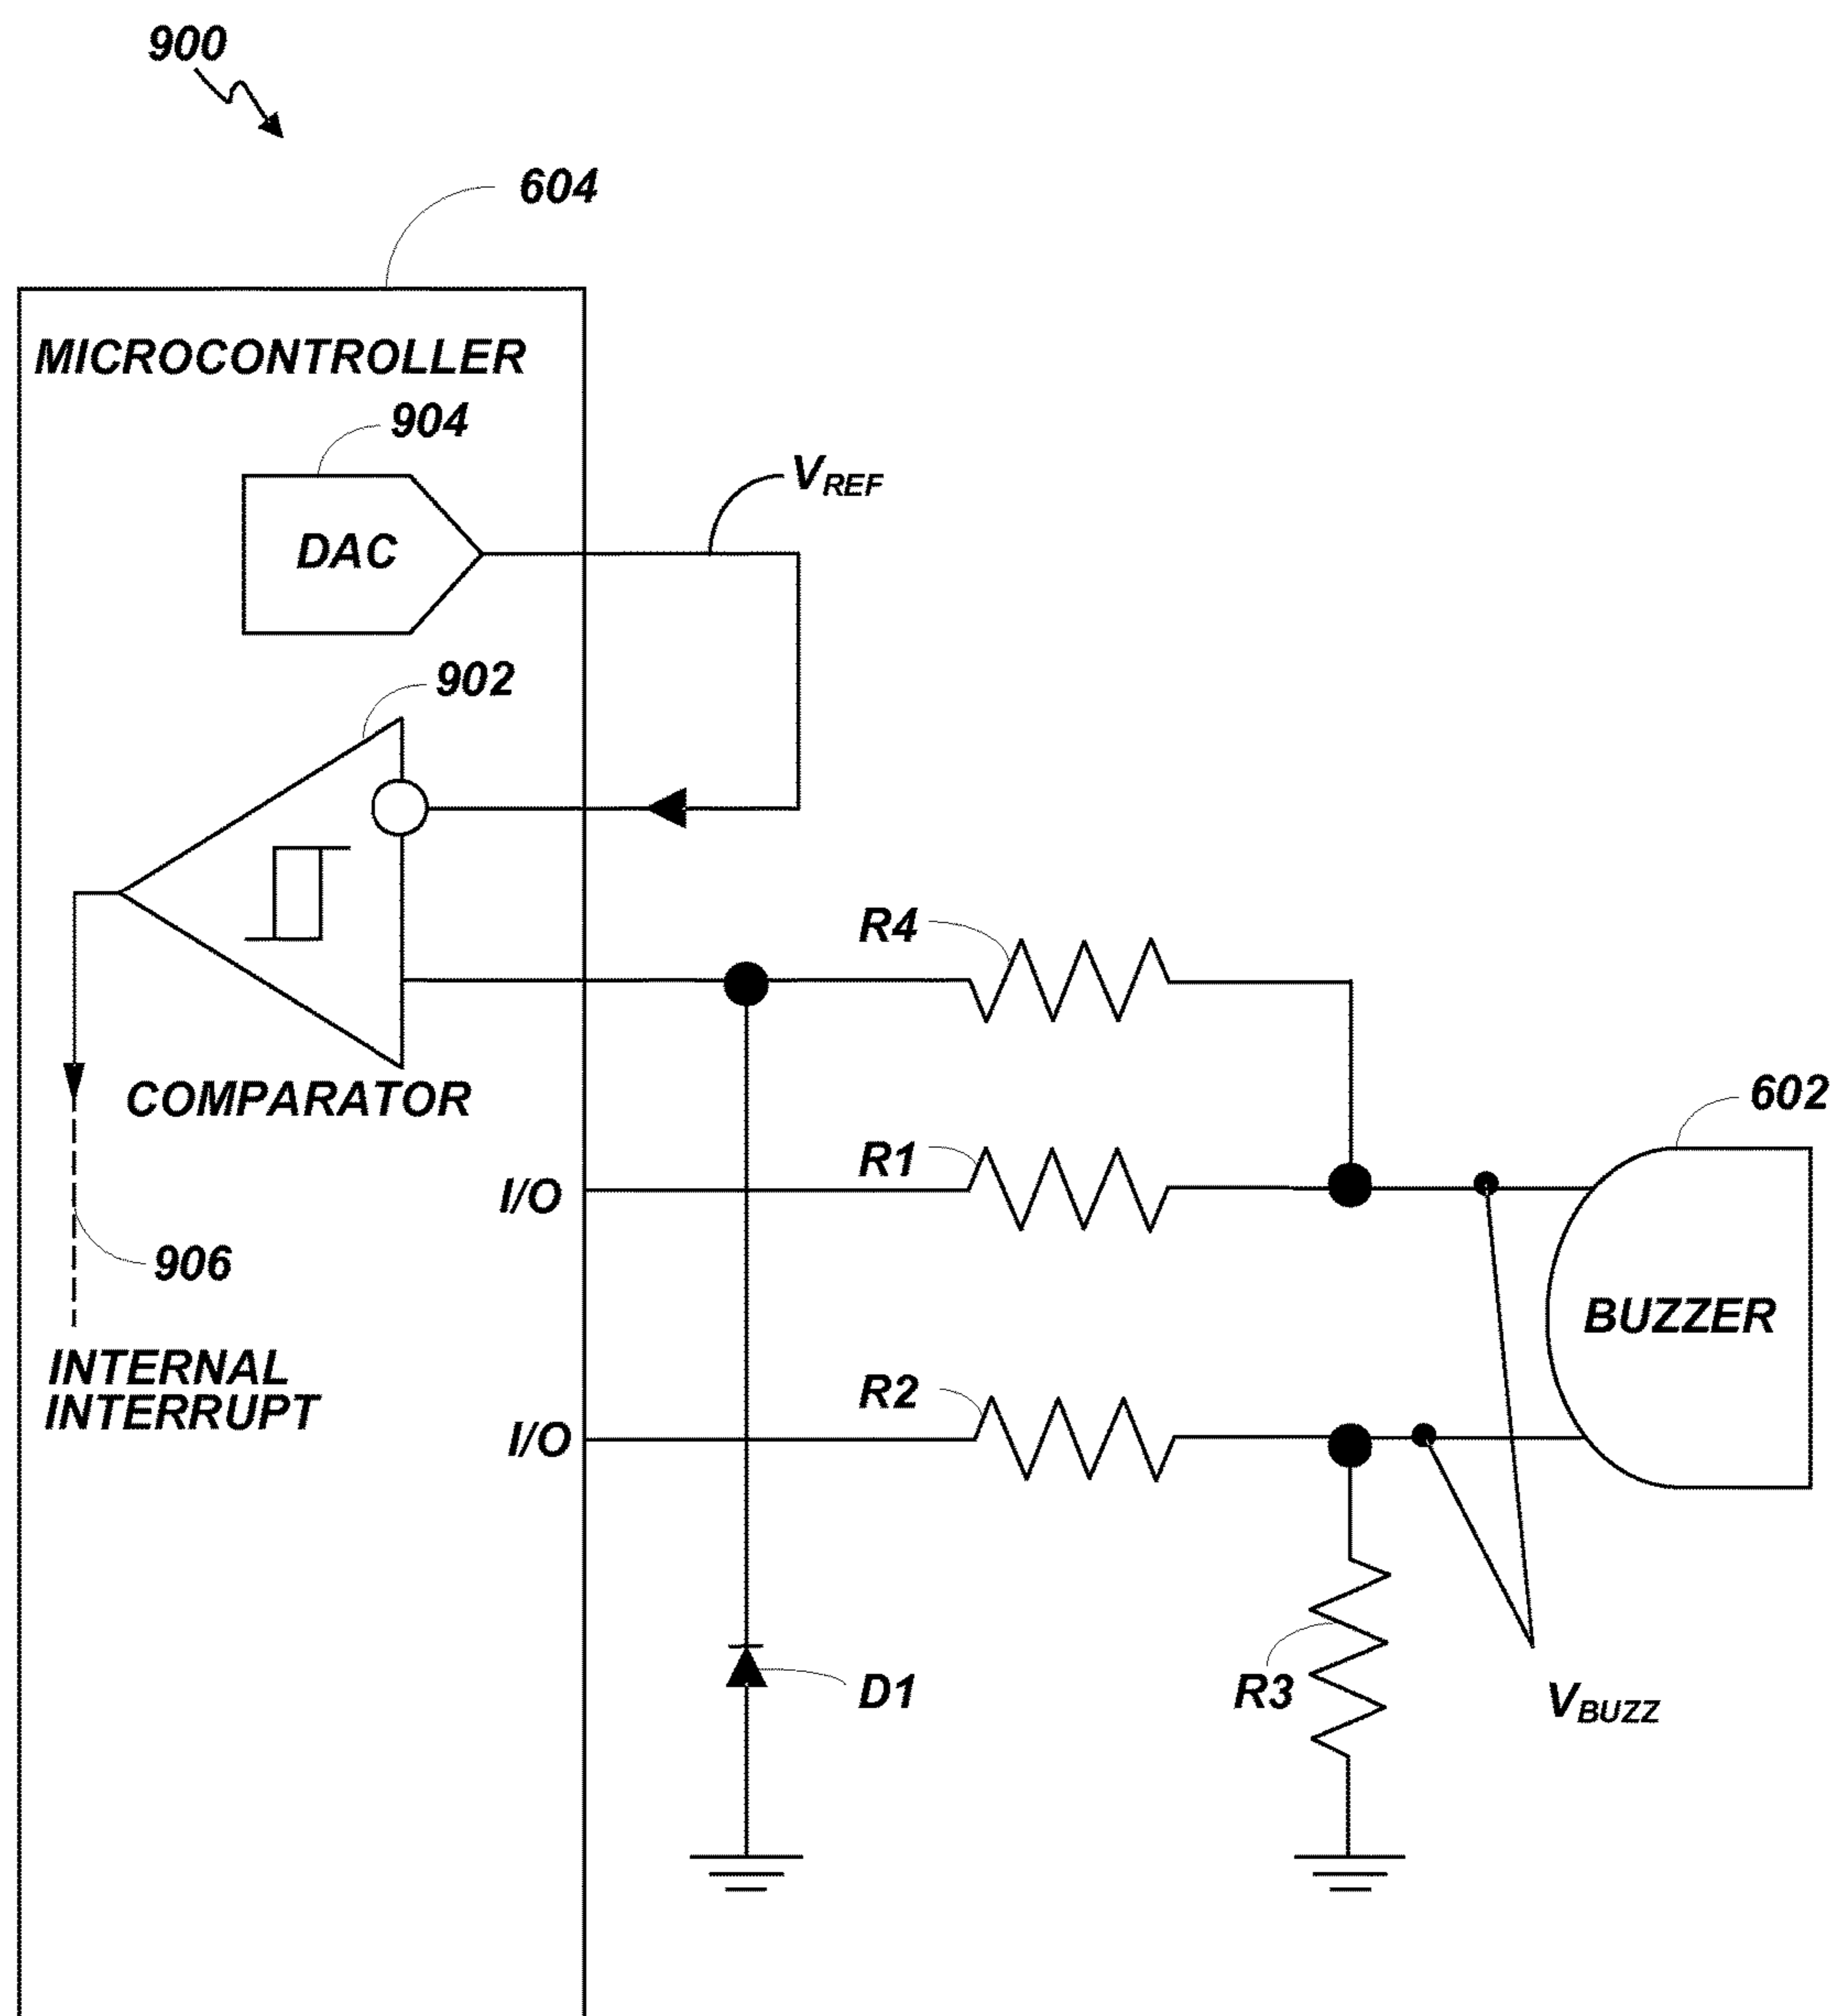 900
604
MICROCONTROLLER
904
DAC
VREF
902
COMPARATOR
R4
602
R1
I/O
906
BUZZER
INTERNAL
INTERRUPT
R2
I/O
D1
R3
VBUZZ